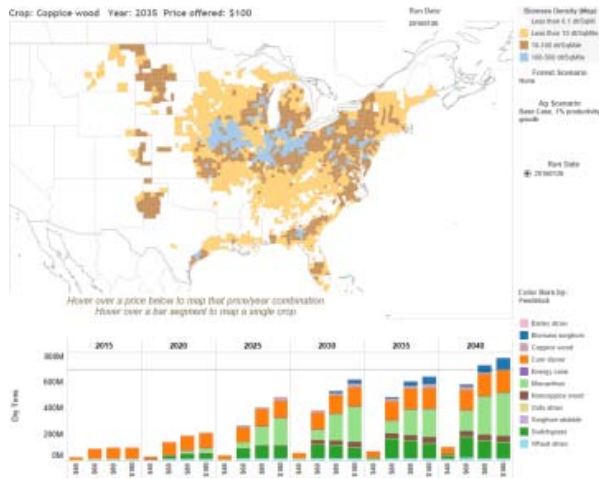 Crop: Coppice wood Year: 2035 Price offered: $100
Run Date
20160126
Biomass Density (Map)
Less than 10 dt/SqMile
10-100 dt/SqMile
100-500 dt/SqMile
Forest Scenario
None
Ag Scenario
Base Case, 1% productivity
growth
Run Date
20160126
Hover over a price below to map that price/year combination
Hover over a bar segment to map a single crop
Color Bars by:
Feedstock
Barley straw
Biomass sorghum
Coppice wood
Corn stover
Energy cane
Miscanthus
Noncoppice wood
Oats straw
Sorghum stubble
Switchgrass
Wheat straw
2015 2020 2025 2030 2035 2040
800M
600M
400M
200M
0M
Dry Tons